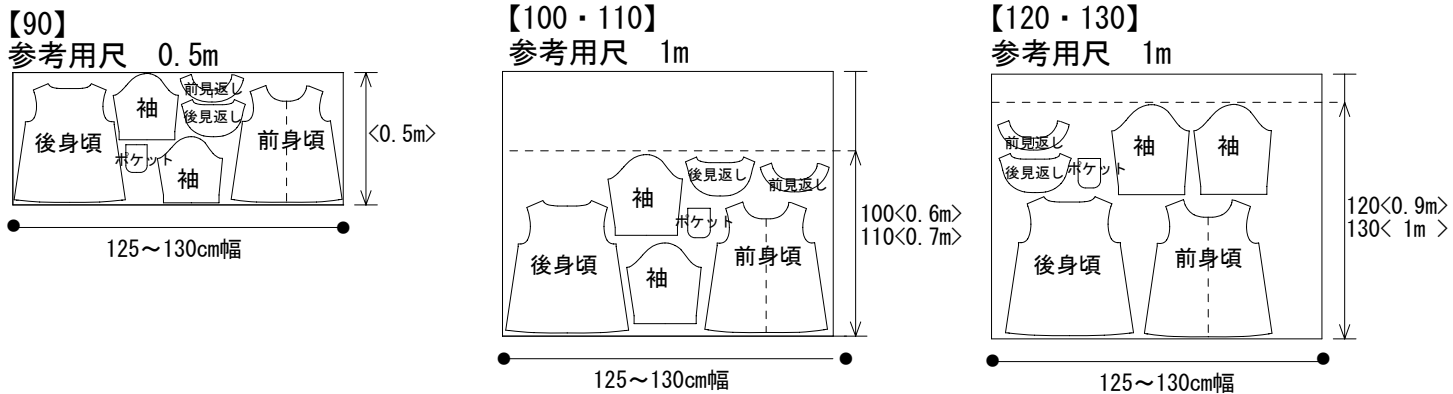 【90】
参考用尺　0.5m
後身頃
袖
前見返し
後見返し
ポケット
袖
前身頃
<0.5m>
125～130cm幅
【100・110】
参考用尺　1m
後身頃
袖
後見返し
前見返し
ポケット
袖
前身頃
100<0.6m>
110<0.7m>
125～130cm幅
【120・130】
参考用尺　1m
前見返し
後見返し
ポケット
袖
袖
後身頃
前身頃
120<0.9m>
130< 1m >
125～130cm幅